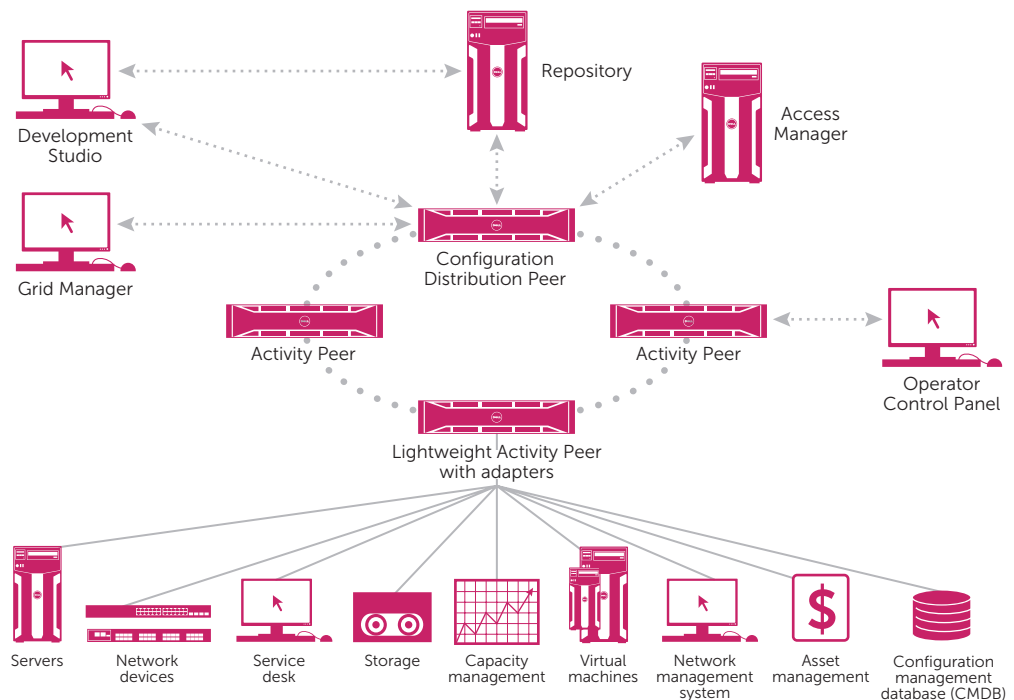 Repository
Access
Manager
Development
Studio
Configuration
Distribution Peer
Grid Manager
Activity Peer
Activity Peer
Operator
Control Panel
Lightweight Activity Peer
with adapters
Servers
Network
devices
Service
desk
Storage
Capacity
management
Virtual
machines
Network
management
system
Asset
management
Configuration
management
database (CMDB)
$